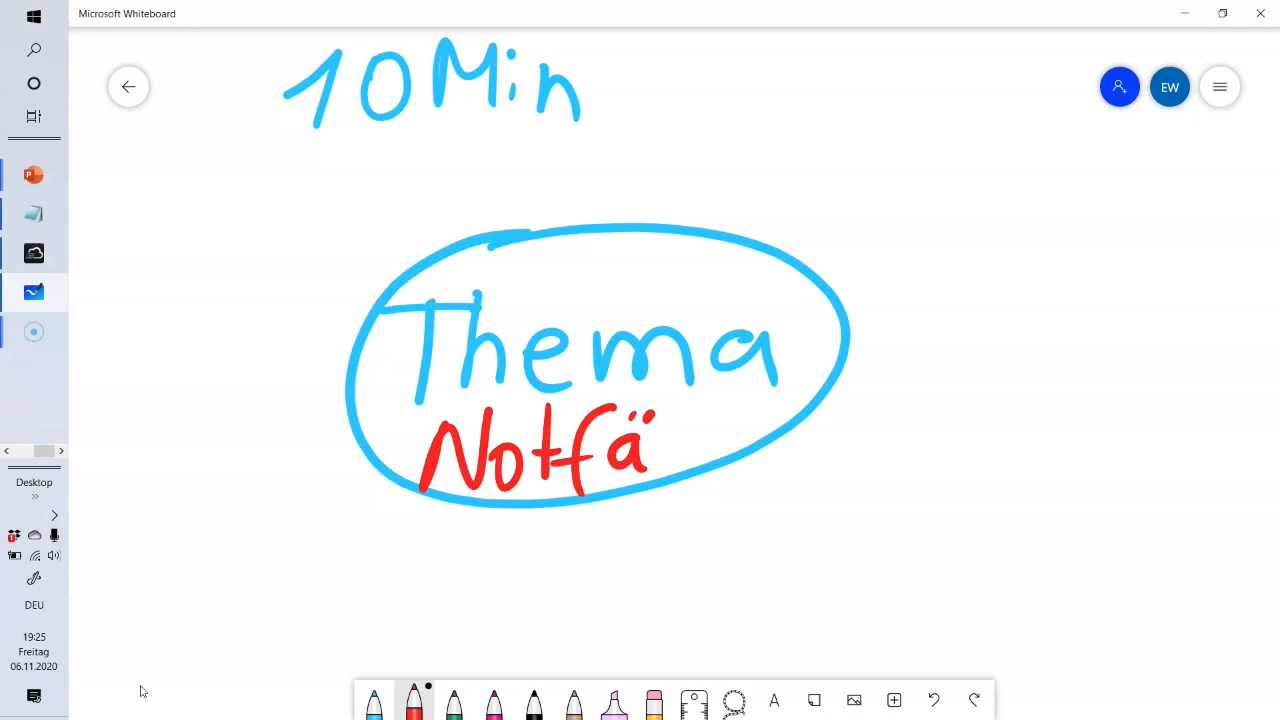 Microsoft Whiteboard
10 Min
EW
Thema
Notfä
Desktop
DEU
19:25
Freitag
06.11.2020